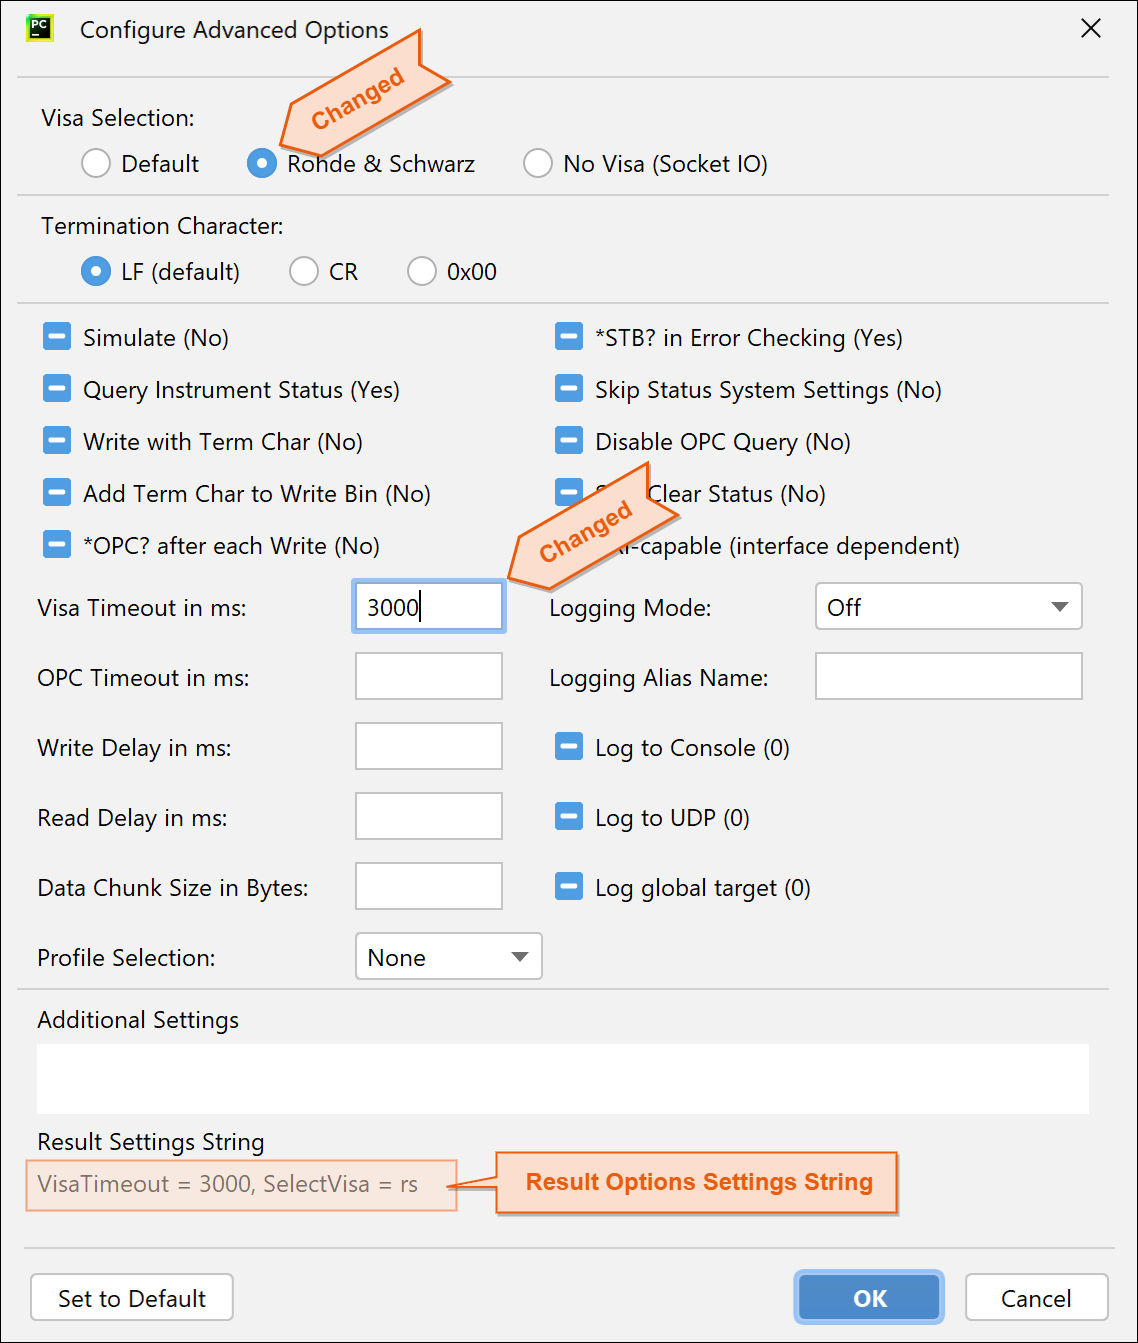 PC
Configure Advanced Options
Changed
Visa Selection:
Default Rohde & Schwarz No Visa (Socket IO)
Termination Character:
LF (default) CR 0x00
Simulate (No) *STB? in Error Checking (Yes)
Query Instrument Status (Yes) Skip Status System Settings (No)
Write with Term Char (No) Disable OPC Query (No)
Add Term Char to Write Bin (No) Clear Status (No)
Changed
*OPC? after each Write (No) -capable (interface dependent)
Visa Timeout in ms: 3000 Logging Mode: Off
OPC Timeout in ms: Logging Alias Name:
Write Delay in ms: Log to Console (0)
Read Delay in ms: Log to UDP (0)
Data Chunk Size in Bytes: Log global target (0)
Profile Selection: None
Additional Settings
Result Settings String
VisaTimeout = 3000, SelectVisa = rs Result Options Settings String
Set to Default OK Cancel